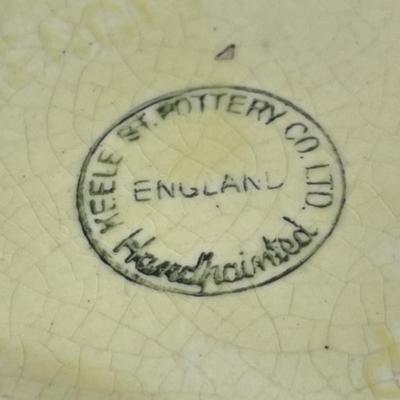 KEELE ST. POTTERY CO. LTD.
ENGLAND
Handpainted